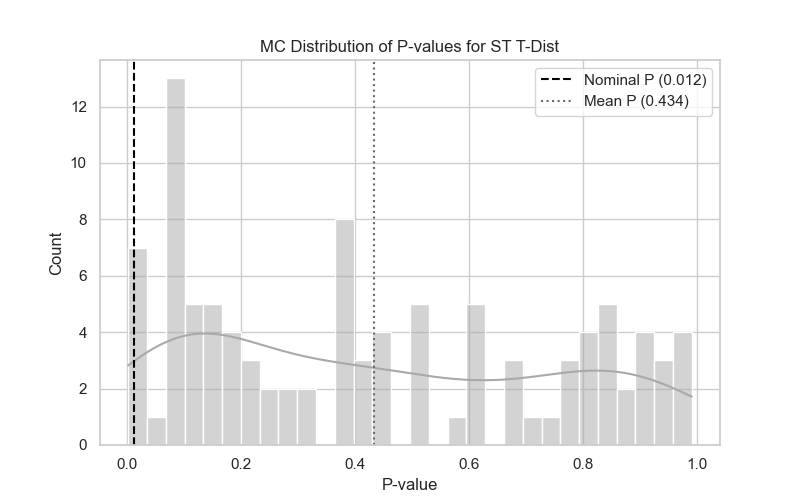 MC Distribution of P-values for ST T-Dist
Nominal P (0.012)
Mean P (0.434)
Count
12
10
8
6
4
2
0
0.0 0.2 0.4 0.6 0.8 1.0
P-value